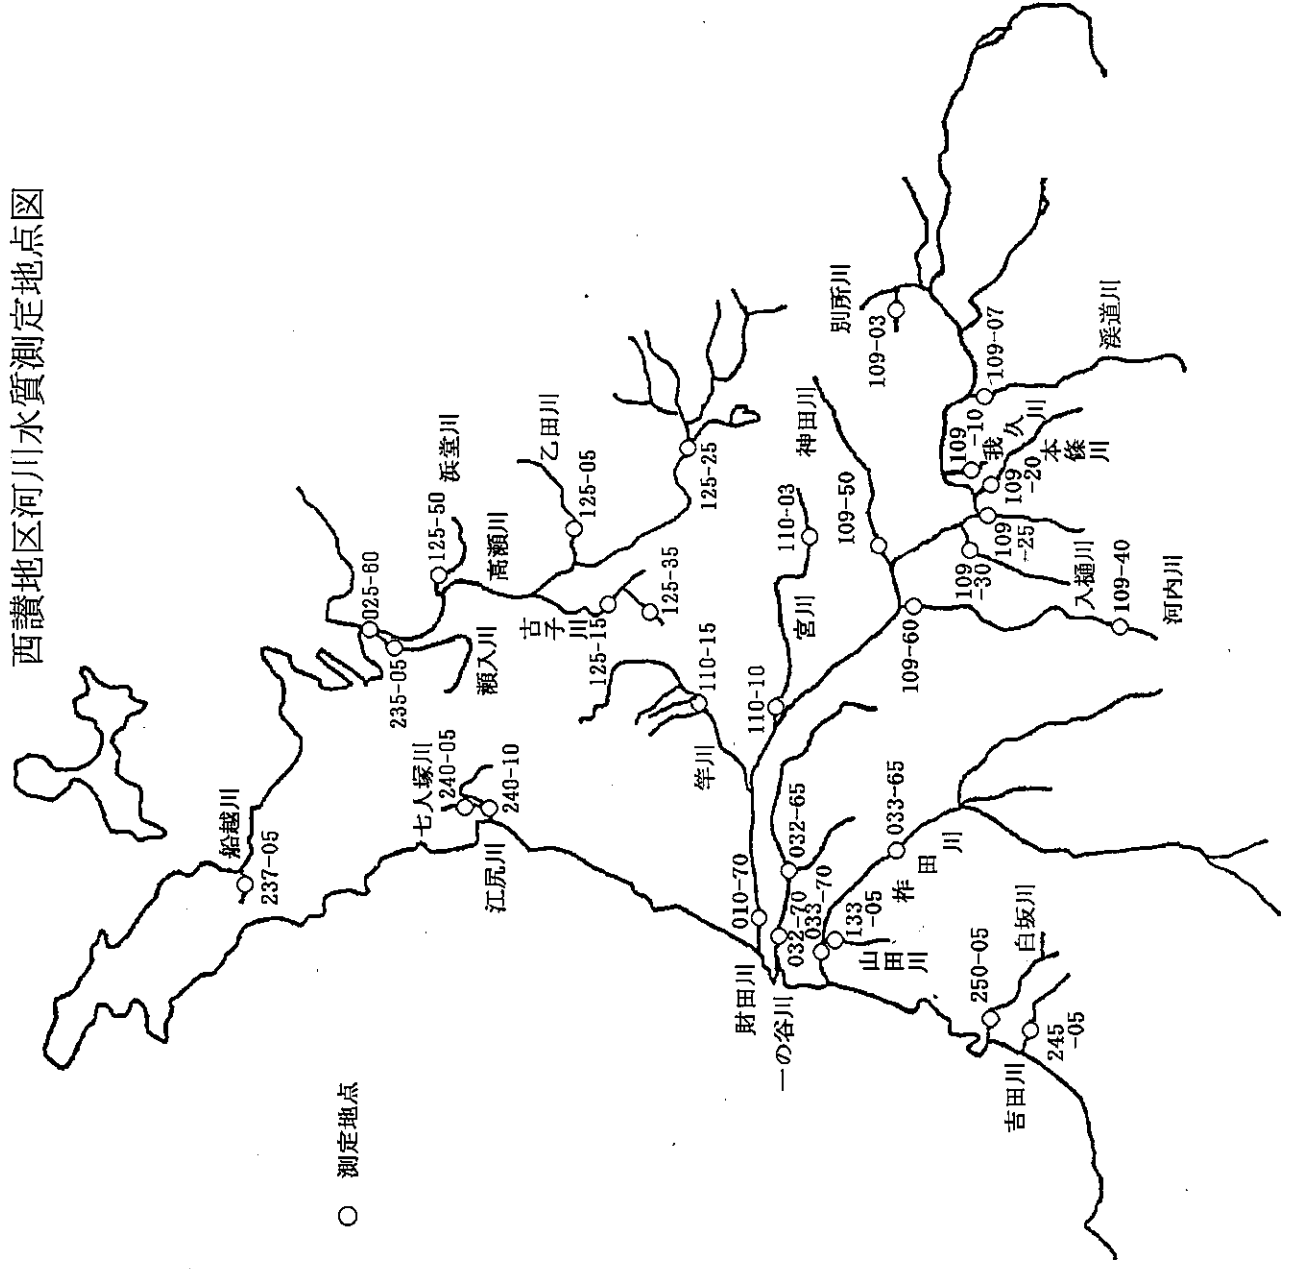 西讃地区河川水質測定地点図
○ 測定地点
船越川
237-05
025-60
235-05
瀬入川
125-50
浜堂川
高瀬川
乙田川
125-05
125-25
古子川
125-15
125-35
七人塚川
240-05
240-10
江尻川
竿川
110-15
110-10
宮川
110-03
神田川
109-50
別所川
109-03
109-07
渓道川
109
-10
我久川
109
-20
本篠川
109
-25
109
-30
入樋川
109-40
河内川
109-60
010-70
財田川
032-65
032-70
一の谷川
033-65
033-70
柞田川
133
-05
山田川
250-05
白坂川
245
-05
吉田川